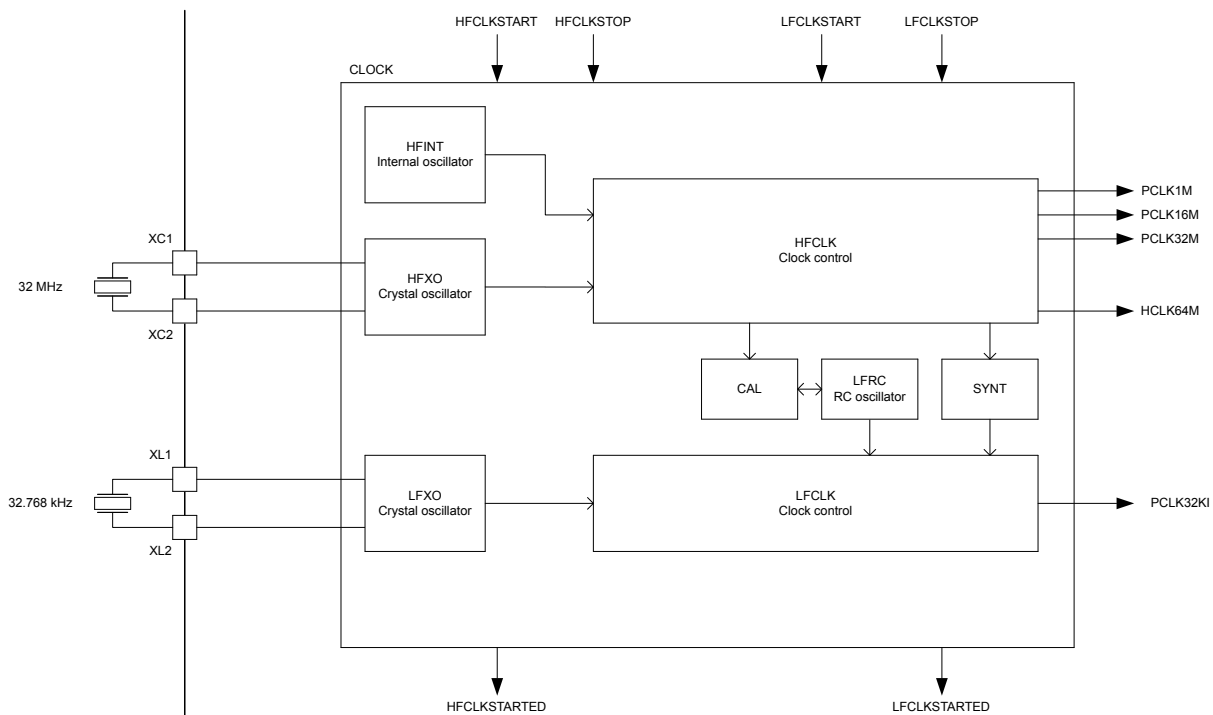 HFCLKSTART HFCLKSTOP LFCLKSTART LFCLKSTOP
CLOCK
HFINT
Internal oscillator
PCLK1M
PCLK16M
PCLK32M
HCLK64M
HFCLK
Clock control
XC1
32 MHz
XC2
HFXO
Crystal oscillator
CAL
LFRC
RC oscillator
SYNT
XL1
32.768 kHz
XL2
LFXO
Crystal oscillator
LFCLK
Clock control
PCLK32KI
HFCLKSTARTED LFCLKSTARTED